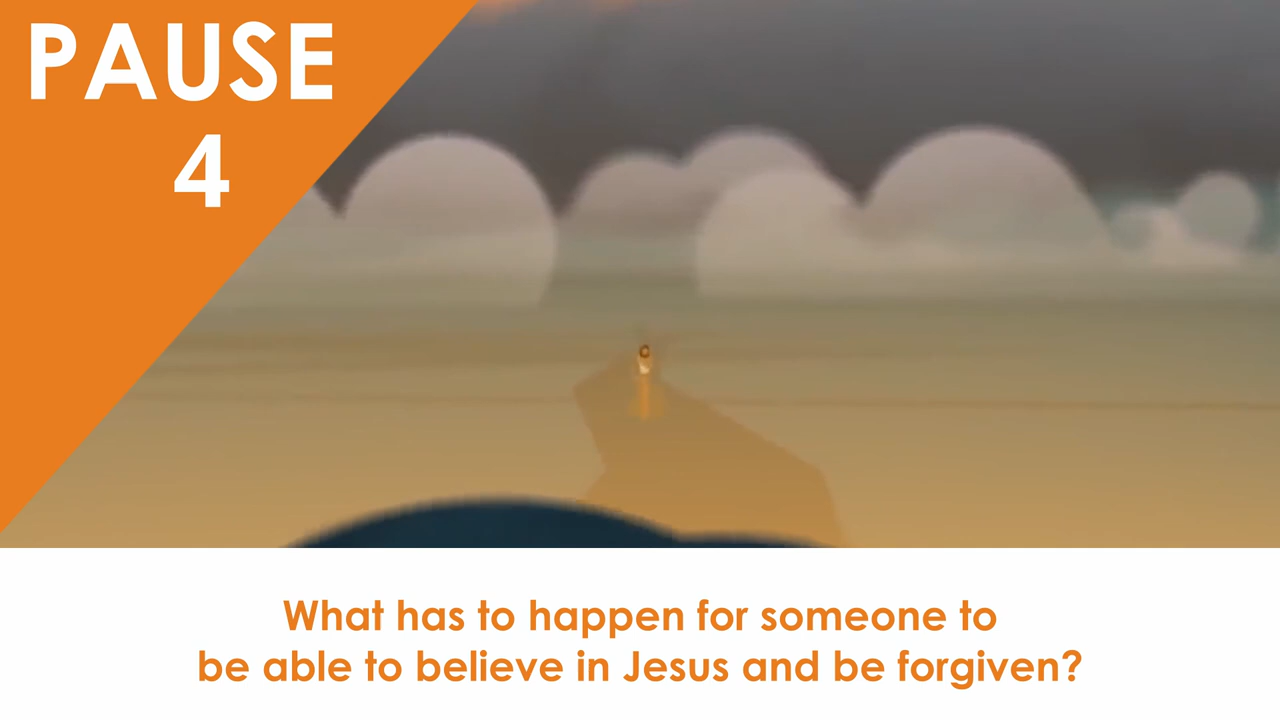 PAUSE
4
What has to happen for someone to
be able to believe in Jesus and be forgiven?